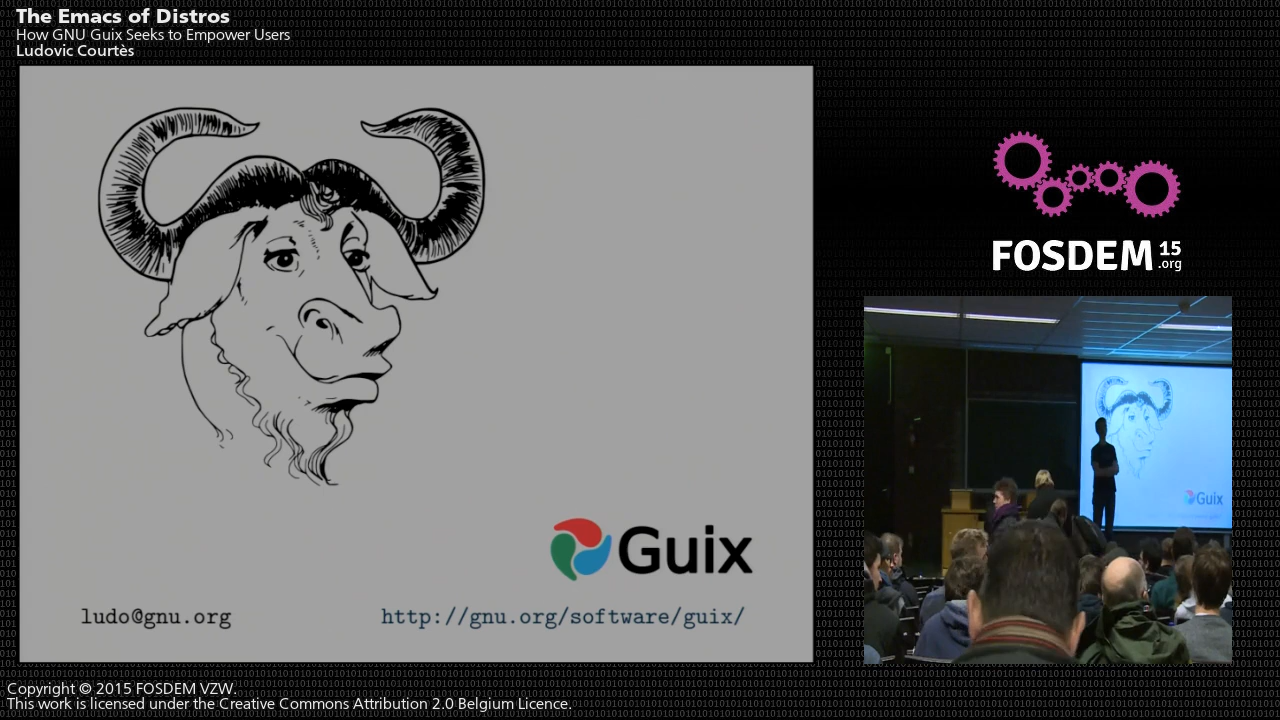 The Emacs of Distros
How GNU Guix Seeks to Empower Users
Ludovic Courtès
Guix
ludo@gnu.org
http://gnu.org/software/guix/
FOSDEM 15
.org
Guix
Copyright © 2015 FOSDEM VZW.
This work is licensed under the Creative Commons Attribution 2.0 Belgium Licence.